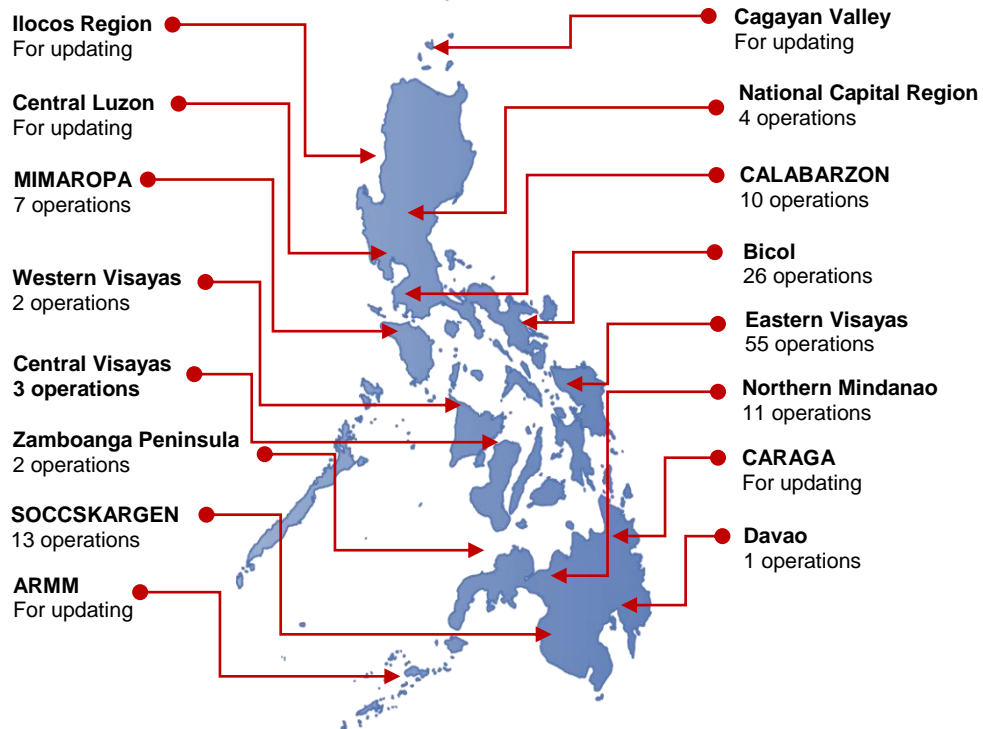 Ilocos Region
For updating
Central Luzon
For updating
MIMAROPA
7 operations
Western Visayas
2 operations
Central Visayas
3 operations
Zamboanga Peninsula
2 operations
SOCCSKARGEN
13 operations
ARMM
For updating
Cagayan Valley
For updating
National Capital Region
4 operations
CALABARZON
10 operations
Bicol
26 operations
Eastern Visayas
55 operations
Northern Mindanao
11 operations
CARAGA
For updating
Davao
1 operations